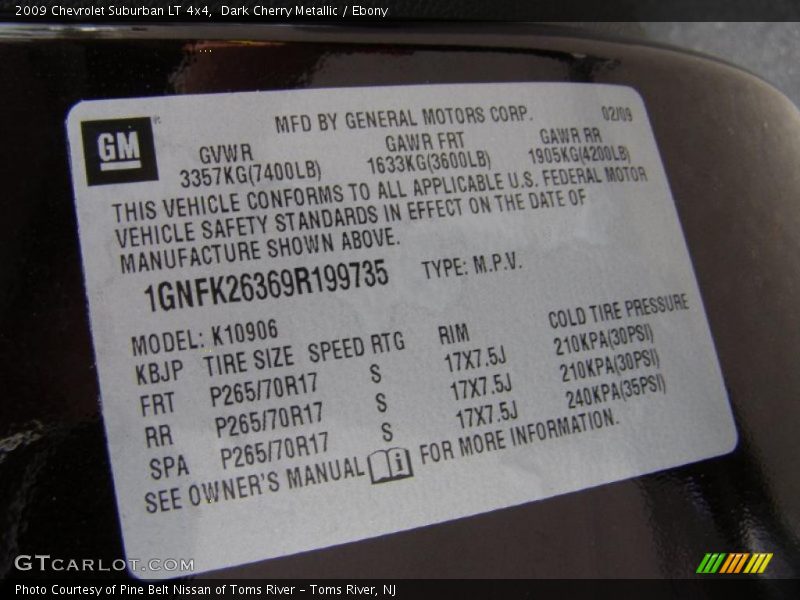 2009 Chevrolet Suburban LT 4x4, Dark Cherry Metallic / Ebony
GM
MFD BY GENERAL MOTORS CORP. 02/09
GVWR GAWR FRT GAWR RR
3357KG(7400LB) 1633KG(3600LB) 1905KG(4200LB)
THIS VEHICLE CONFORMS TO ALL APPLICABLE U.S. FEDERAL MOTOR
VEHICLE SAFETY STANDARDS IN EFFECT ON THE DATE OF
MANUFACTURE SHOWN ABOVE.
1GNFK26369R199735 TYPE: M.P.V.
MODEL: K10906
KBJP TIRE SIZE SPEED RTG RIM COLD TIRE PRESSURE
FRT P265/70R17 S 17X7.5J 210KPA(30PSI)
RR P265/70R17 S 17X7.5J 210KPA(30PSI)
SPA P265/70R17 S 17X7.5J 240KPA(35PSI)
SEE OWNER'S MANUAL i FOR MORE INFORMATION.
GTCARLOT.COM
Photo Courtesy of Pine Belt Nissan of Toms River – Toms River, NJ